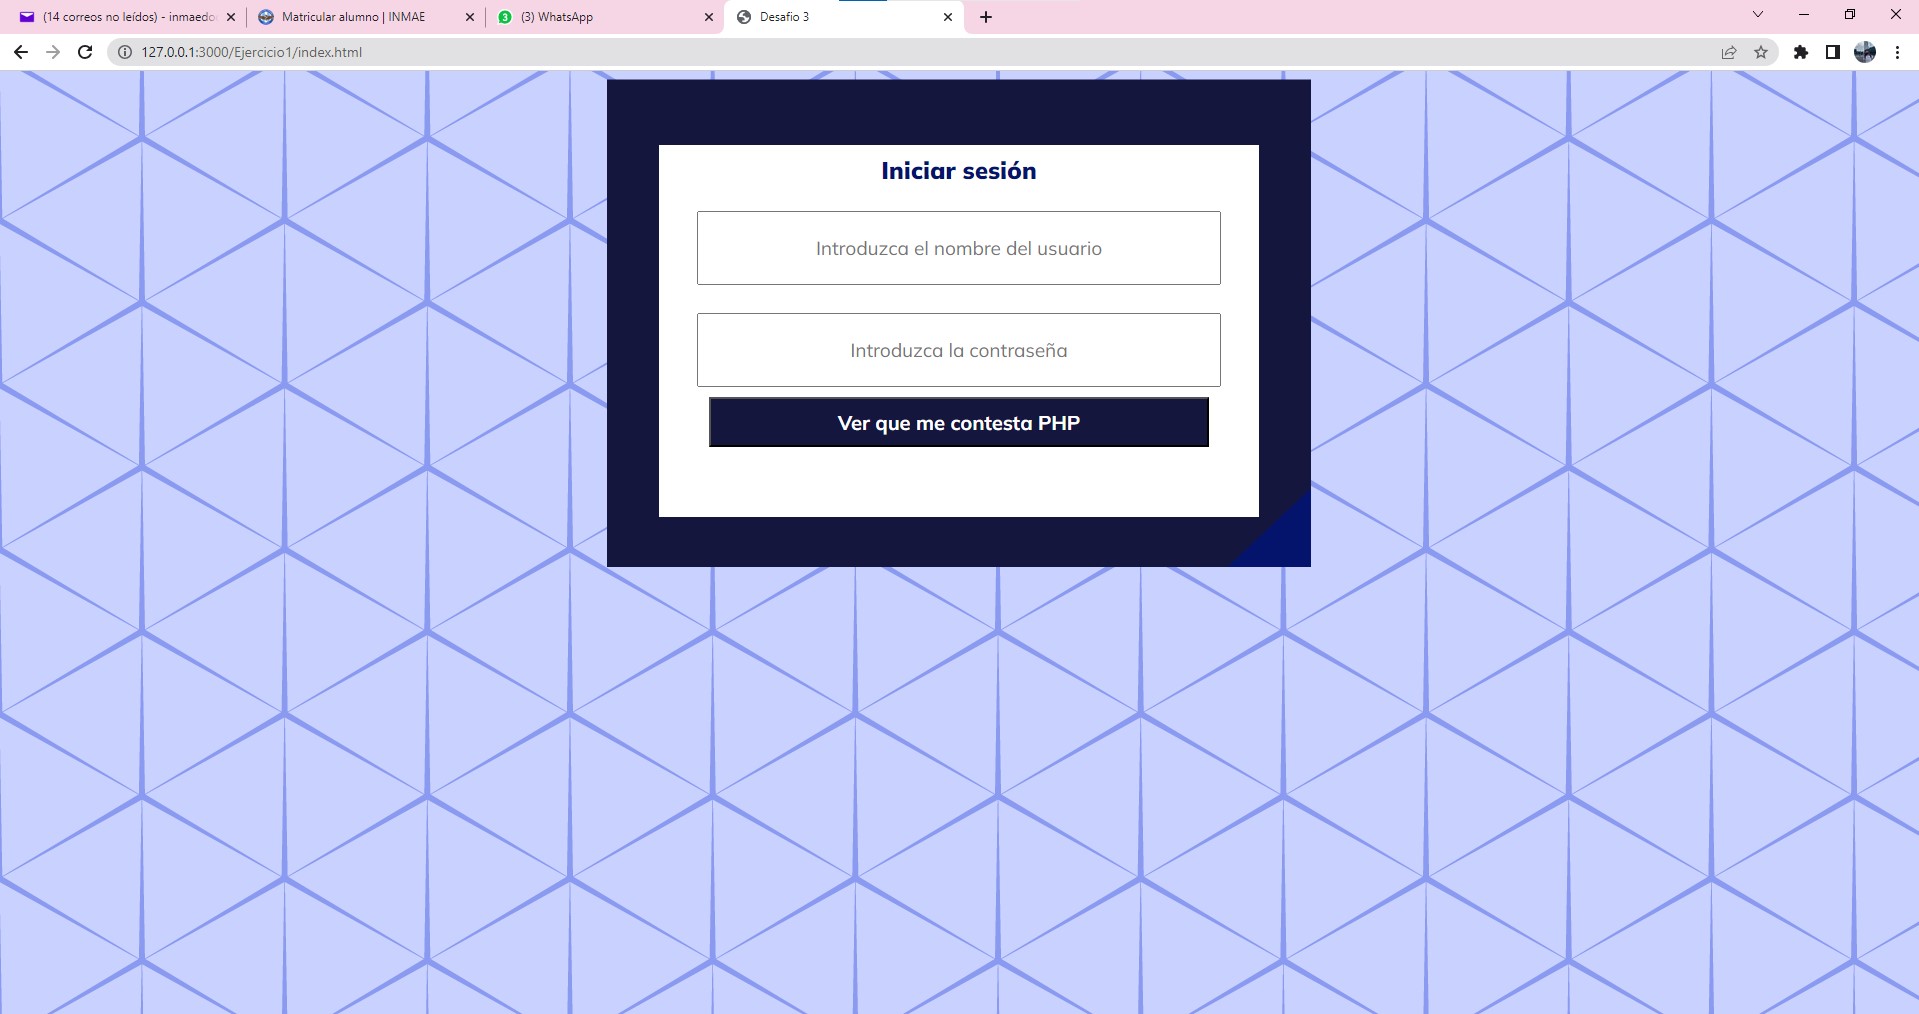 (14 correos no leídos) - inmaedo
Matricular alumno | INMAE
3
(3) WhatsApp
Desafio 3
127.0.0.1:3000/Ejercicio1/index.html
Iniciar sesión
Introduzca el nombre del usuario
Introduzca la contraseña
Ver que me contesta PHP